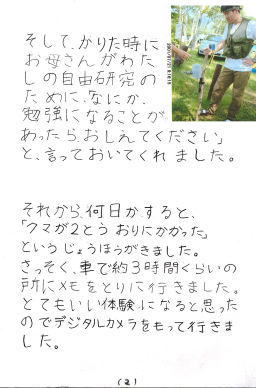 そして、かりた時に
お母さんがわた
しの自由研究の
ために、なにか、
勉強になることが
あったら、おしえてください」
と、言っておいてくれました。
それから、何日かすると、
「クマが2とう おりにかかった」
というじょうほうがきました。
さっそく、車で約3時間くらいの
所にメモをとりに行きました。
とてもいい体験になると思った
のでデジタルカメラをもって行きま
した。
(2)